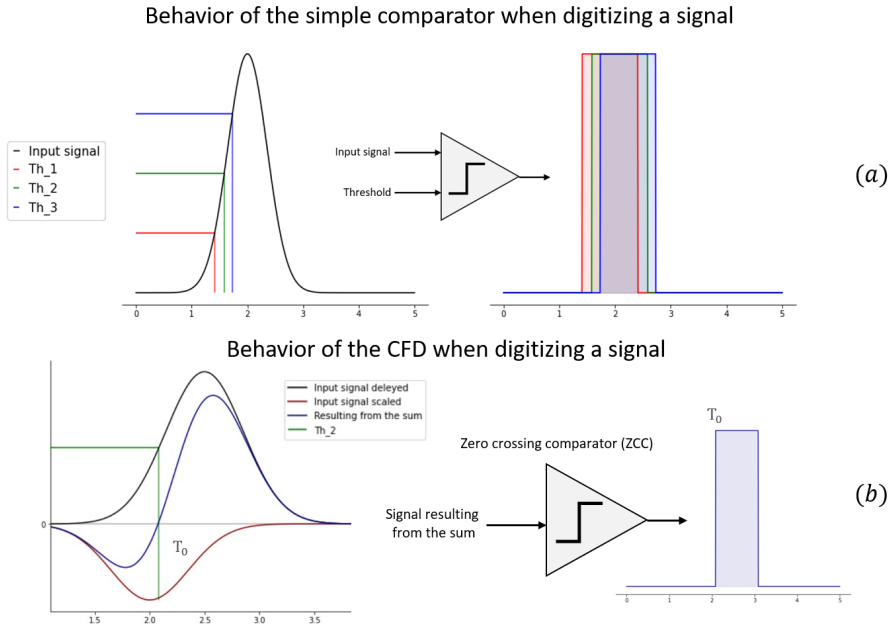 Behavior of the simple comparator when digitizing a signal
Input signal
Th_1
Th_2
Th_3
0 1 2 3 4 5
Input signal
Threshold
0 1 2 3 4 5
(a)
Behavior of the CFD when digitizing a signal
Input signal deleyed
Input signal scaled
Resulting from the sum
Th_2
0
T0
1.5 2.0 2.5 3.0 3.5
Zero crossing comparator (ZCC)
Signal resulting
from the sum
T0
0 1 2 3 4 5
(b)